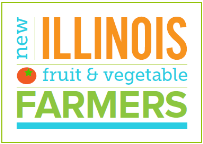 new
ILLINOIS
fruit & vegetable
FARMERS